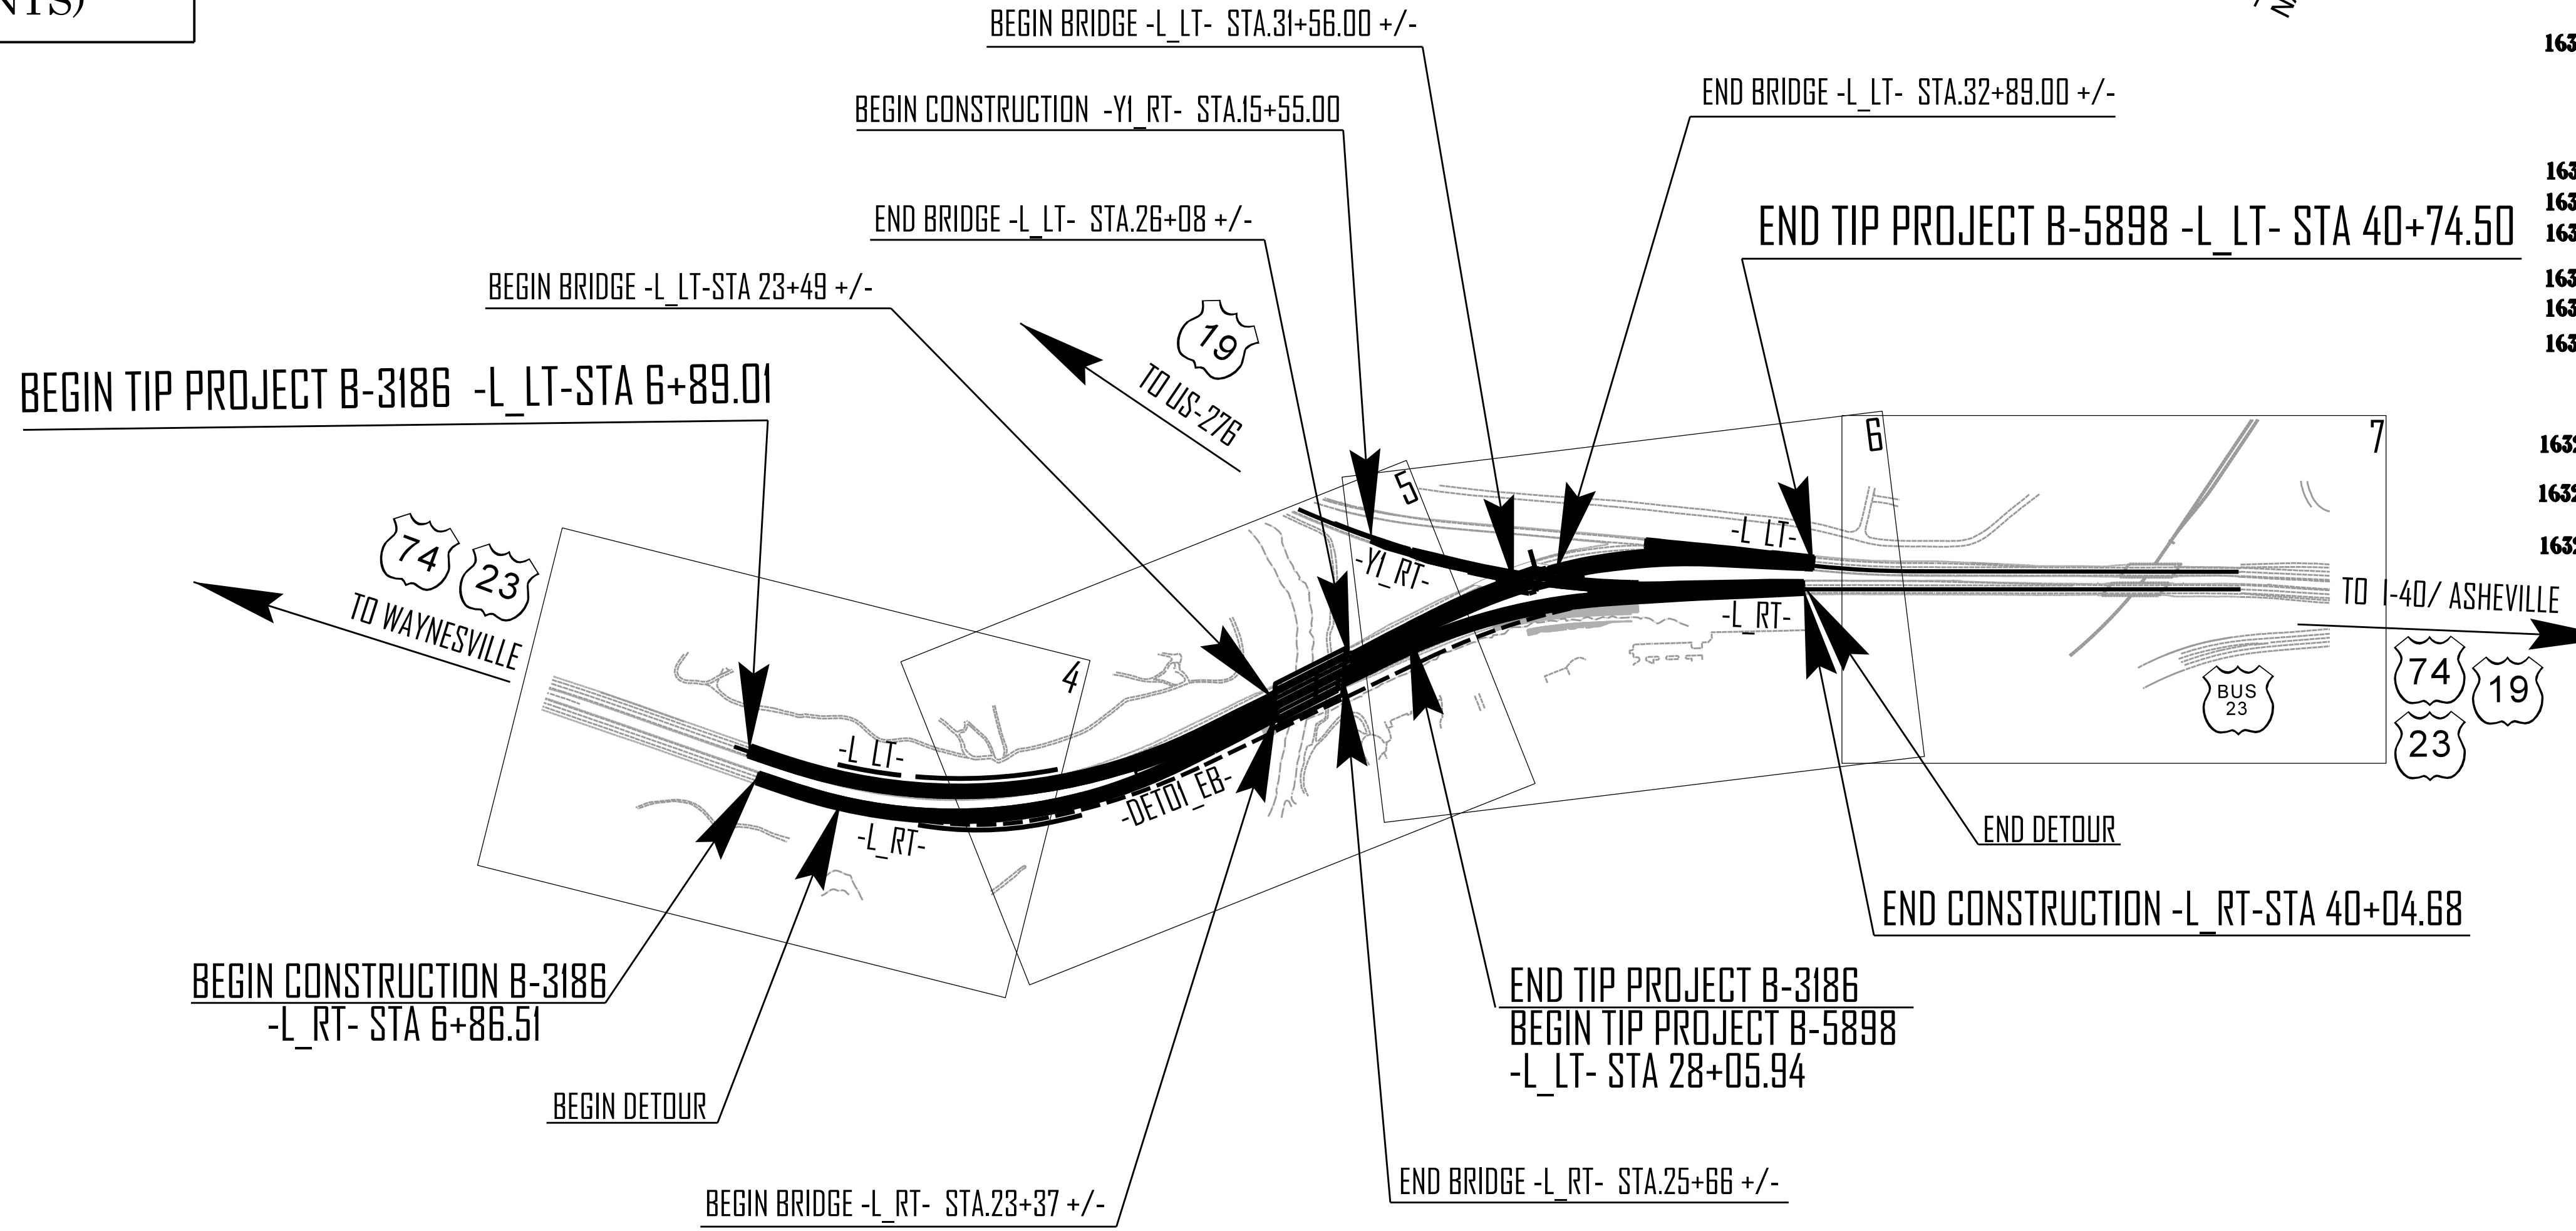 BEGIN BRIDGE -L_LT- STA.31+56.00 +/-
BEGIN CONSTRUCTION -Y1_RT- STA.15+55.00
END BRIDGE -L_LT- STA.32+89.00 +/-
END BRIDGE -L_LT- STA.26+08 +/-
END TIP PROJECT B-5898 -L_LT- STA 40+74.50
BEGIN BRIDGE -L_LT-STA 23+49 +/-
19
TO US-276
BEGIN TIP PROJECT B-3186 -L_LT-STA 6+89.01
74
23
TO WAYNESVILLE
4
5
6
7
-L_LT-
-Y1_RT-
-L_LT-
-L_RT-
-L_RT-
-DET01_EB-
TO I-40/ ASHEVILLE
74
19
23
BUS
23
END DETOUR
END CONSTRUCTION -L_RT-STA 40+04.68
BEGIN CONSTRUCTION B-3186
-L_RT- STA 6+86.51
END TIP PROJECT B-3186
BEGIN TIP PROJECT B-5898
-L_LT- STA 28+05.94
BEGIN DETOUR
END BRIDGE -L_RT- STA.25+66 +/-
BEGIN BRIDGE -L_RT- STA.23+37 +/-